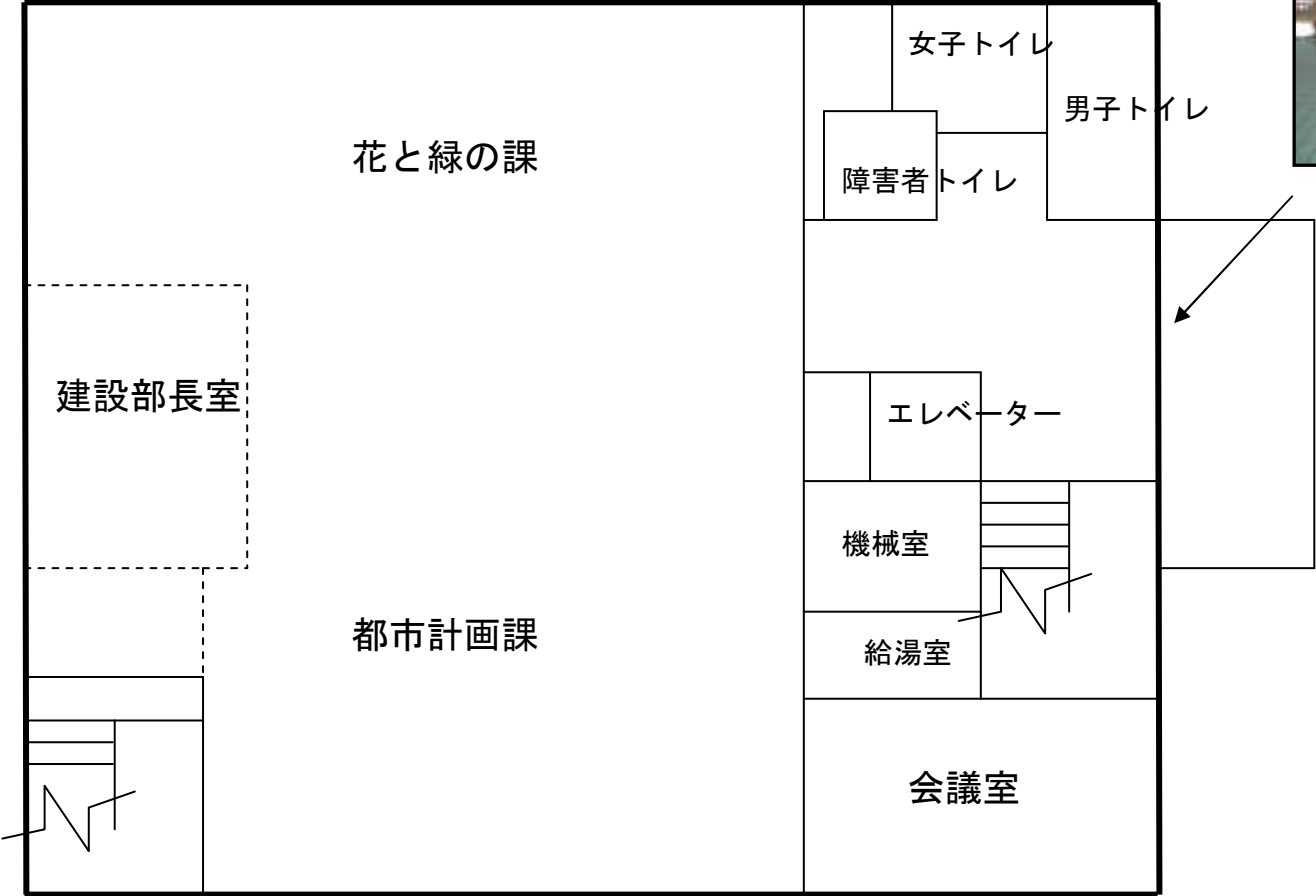 女子トイレ
男子トイレ
花と緑の課
障害者トイレ
建設部長室
エレベーター
機械室
都市計画課
給湯室
会議室